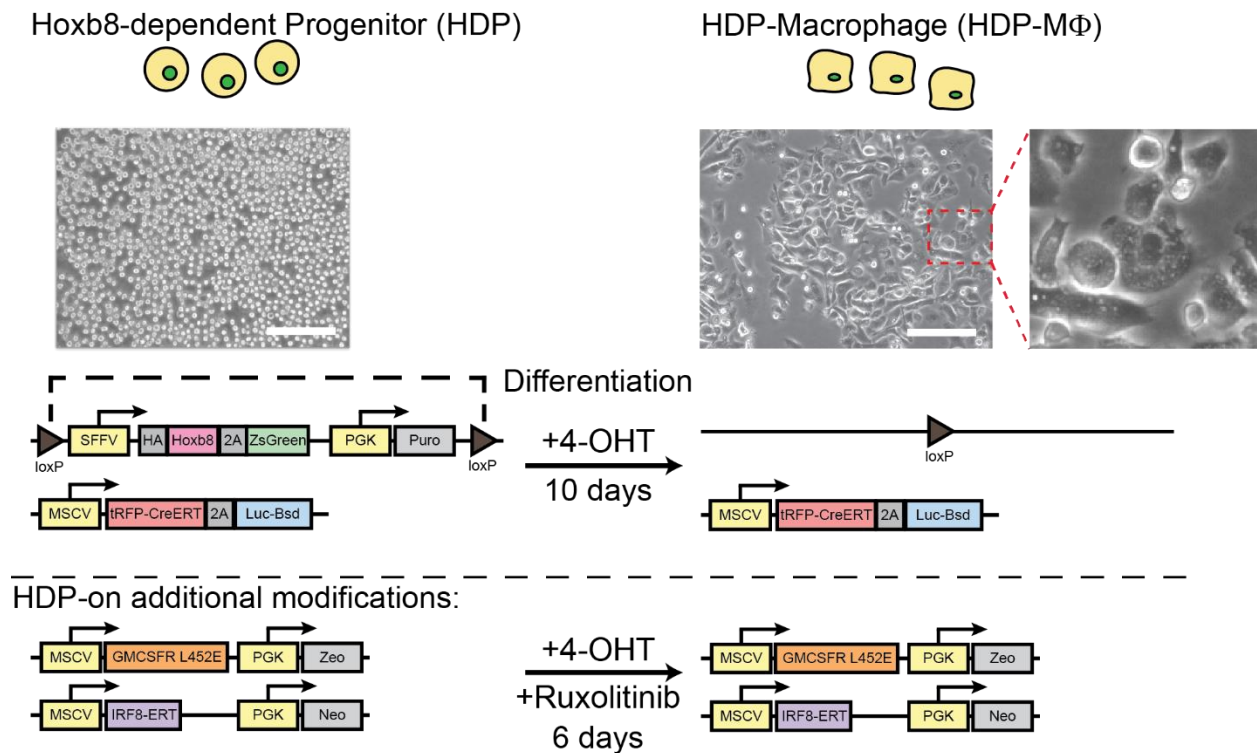 Hoxb8-dependent Progenitor (HDP)
HDP-Macrophage (HDP-MΦ)
Differentiation
loxP
SFFV
HA
Hoxb8
2A
ZsGreen
PGK
Puro
loxP
+4-OHT
10 days
loxP
MSCV
tRFP-CreERT
2A
Luc-Bsd
MSCV
tRFP-CreERT
2A
Luc-Bsd
HDP-on additional modifications:
MSCV
GMCSFR L452E
PGK
Zeo
MSCV
IRF8-ERT
PGK
Neo
+4-OHT
+Ruxolitinib
6 days
MSCV
GMCSFR L452E
PGK
Zeo
MSCV
IRF8-ERT
PGK
Neo